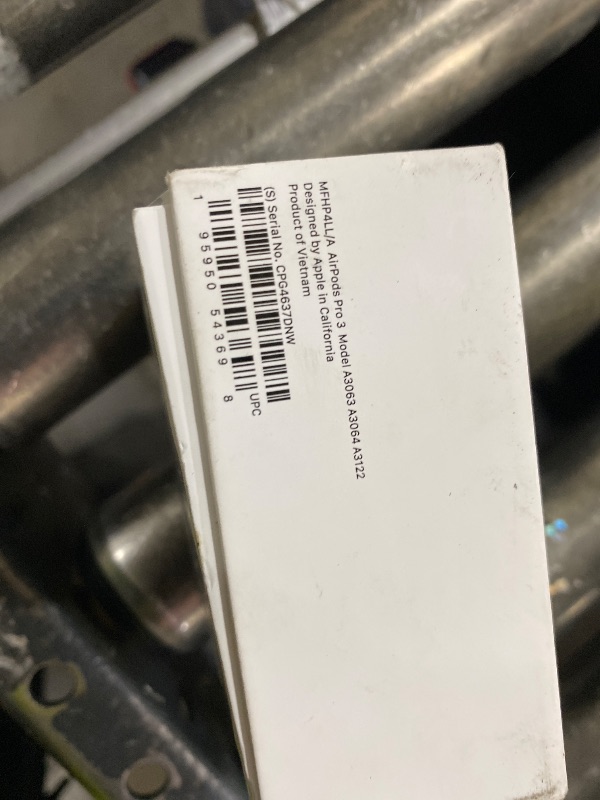 MFHP4LL/A AirPods Pro 3 Model A3063 A3064 A3122
Designed by Apple in California
Product of Vietnam
(S) Serial No. CPG4637DNW
UPC
1 95950 54369 8